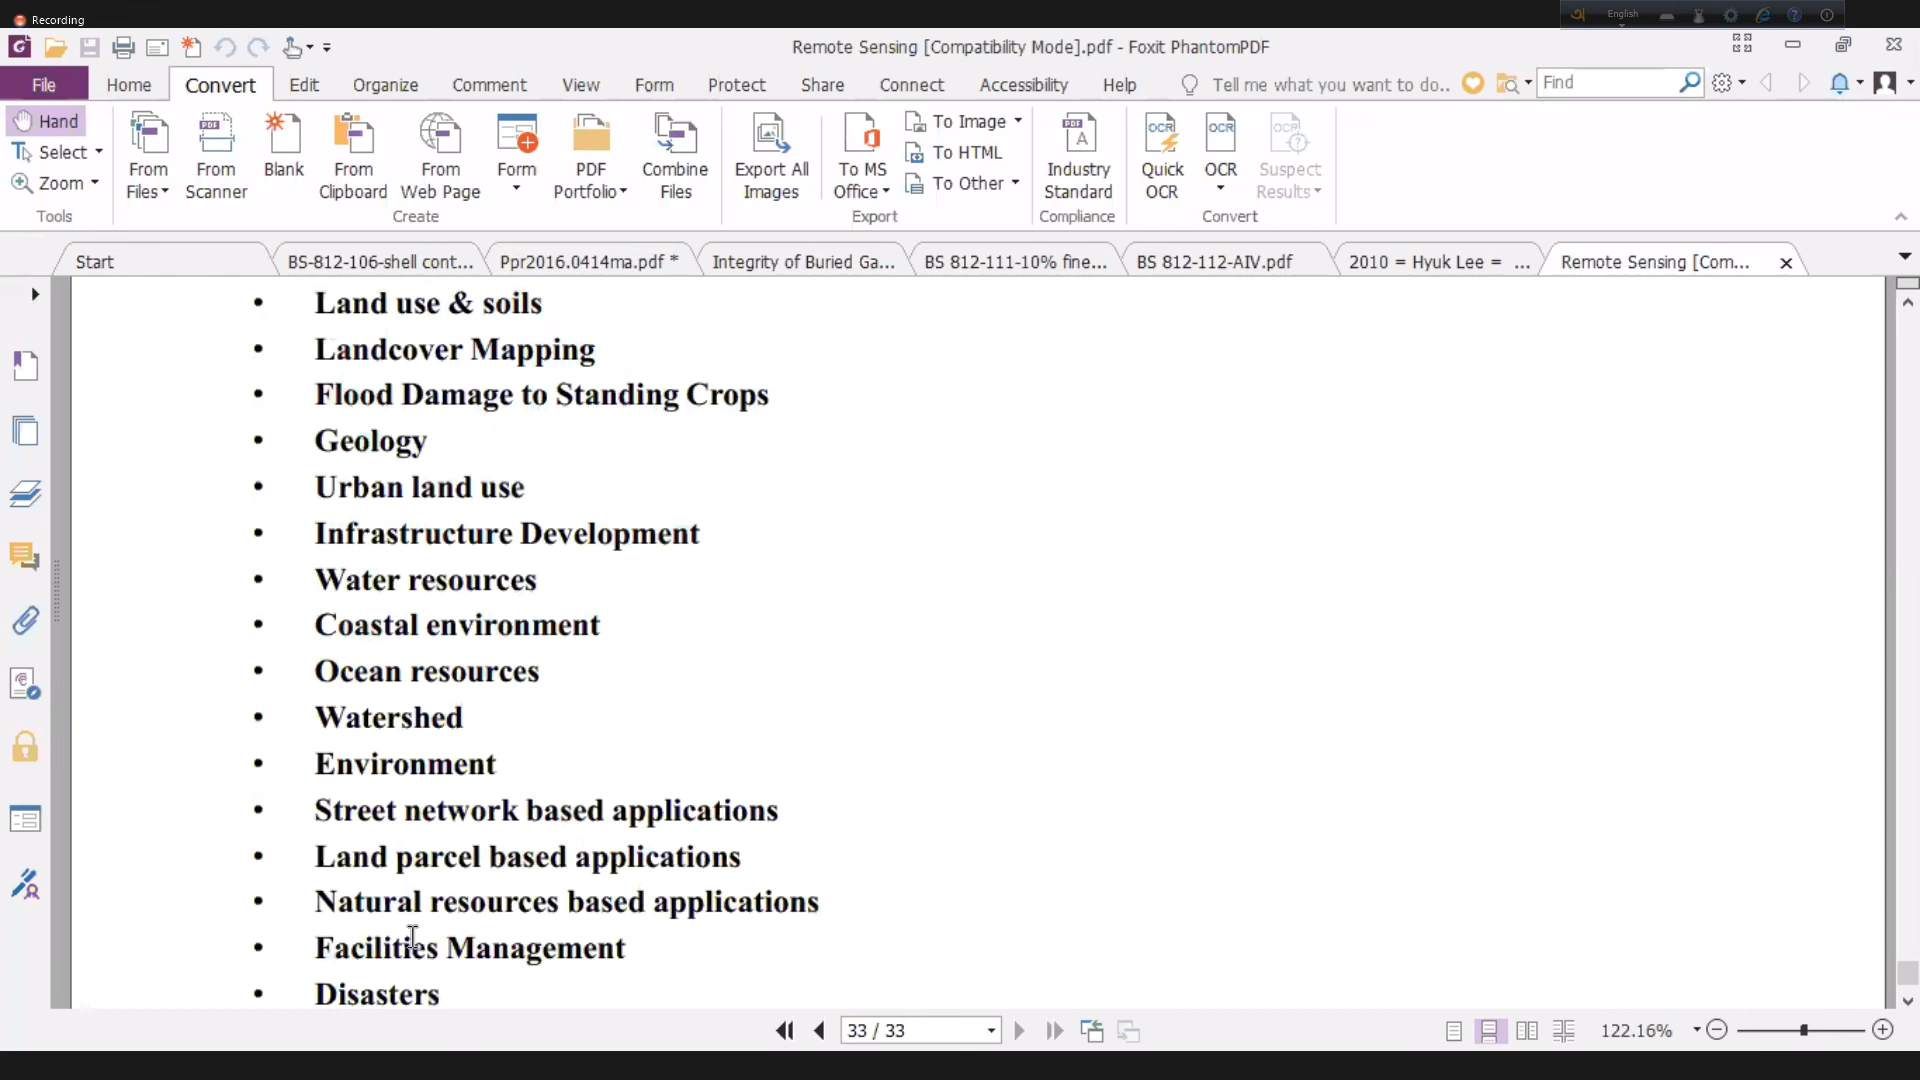 Recording
English
Remote Sensing [Compatibility Mode].pdf - Foxit PhantomPDF
File Home Convert Edit Organize Comment View Form Protect Share Connect Accessibility Help Tell me what you want to do.. Find
Hand
Select
Zoom
Tools
From Files
From Scanner
Blank
From Clipboard
From Web Page
Form
PDF Portfolio
Combine Files
Create
Export All Images
To MS Office
To Image
To HTML
To Other
Export
PDF A
Industry Standard
Compliance
OCR
Quick OCR
OCR
OCR
OCR
Suspect Results
Convert
Start BS-812-106-shell cont... Ppr2016.0414ma.pdf * Integrity of Buried Ga... BS 812-111-10% fine... BS 812-112-AIV.pdf 2010 = Hyuk Lee = ... Remote Sensing [Com...
• Land use & soils
• Landcover Mapping
• Flood Damage to Standing Crops
• Geology
• Urban land use
• Infrastructure Development
• Water resources
• Coastal environment
• Ocean resources
• Watershed
• Environment
• Street network based applications
• Land parcel based applications
• Natural resources based applications
• Facilities Management
• Disasters
33 / 33
122.16%